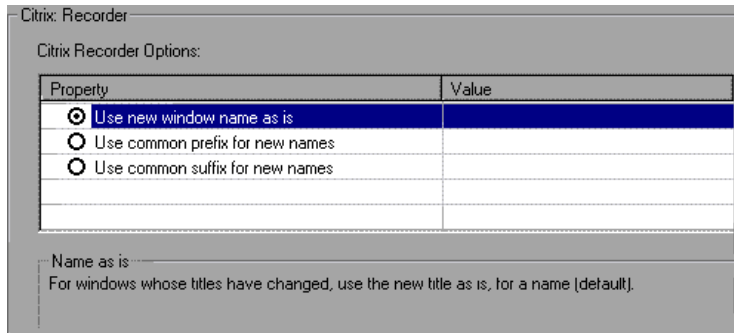 Citrix: Recorder
Citrix Recorder Options:
Property Value
Use new window name as is
Use common prefix for new names
Use common suffix for new names
Name as is
For windows whose titles have changed, use the new title as is, for a name (default).